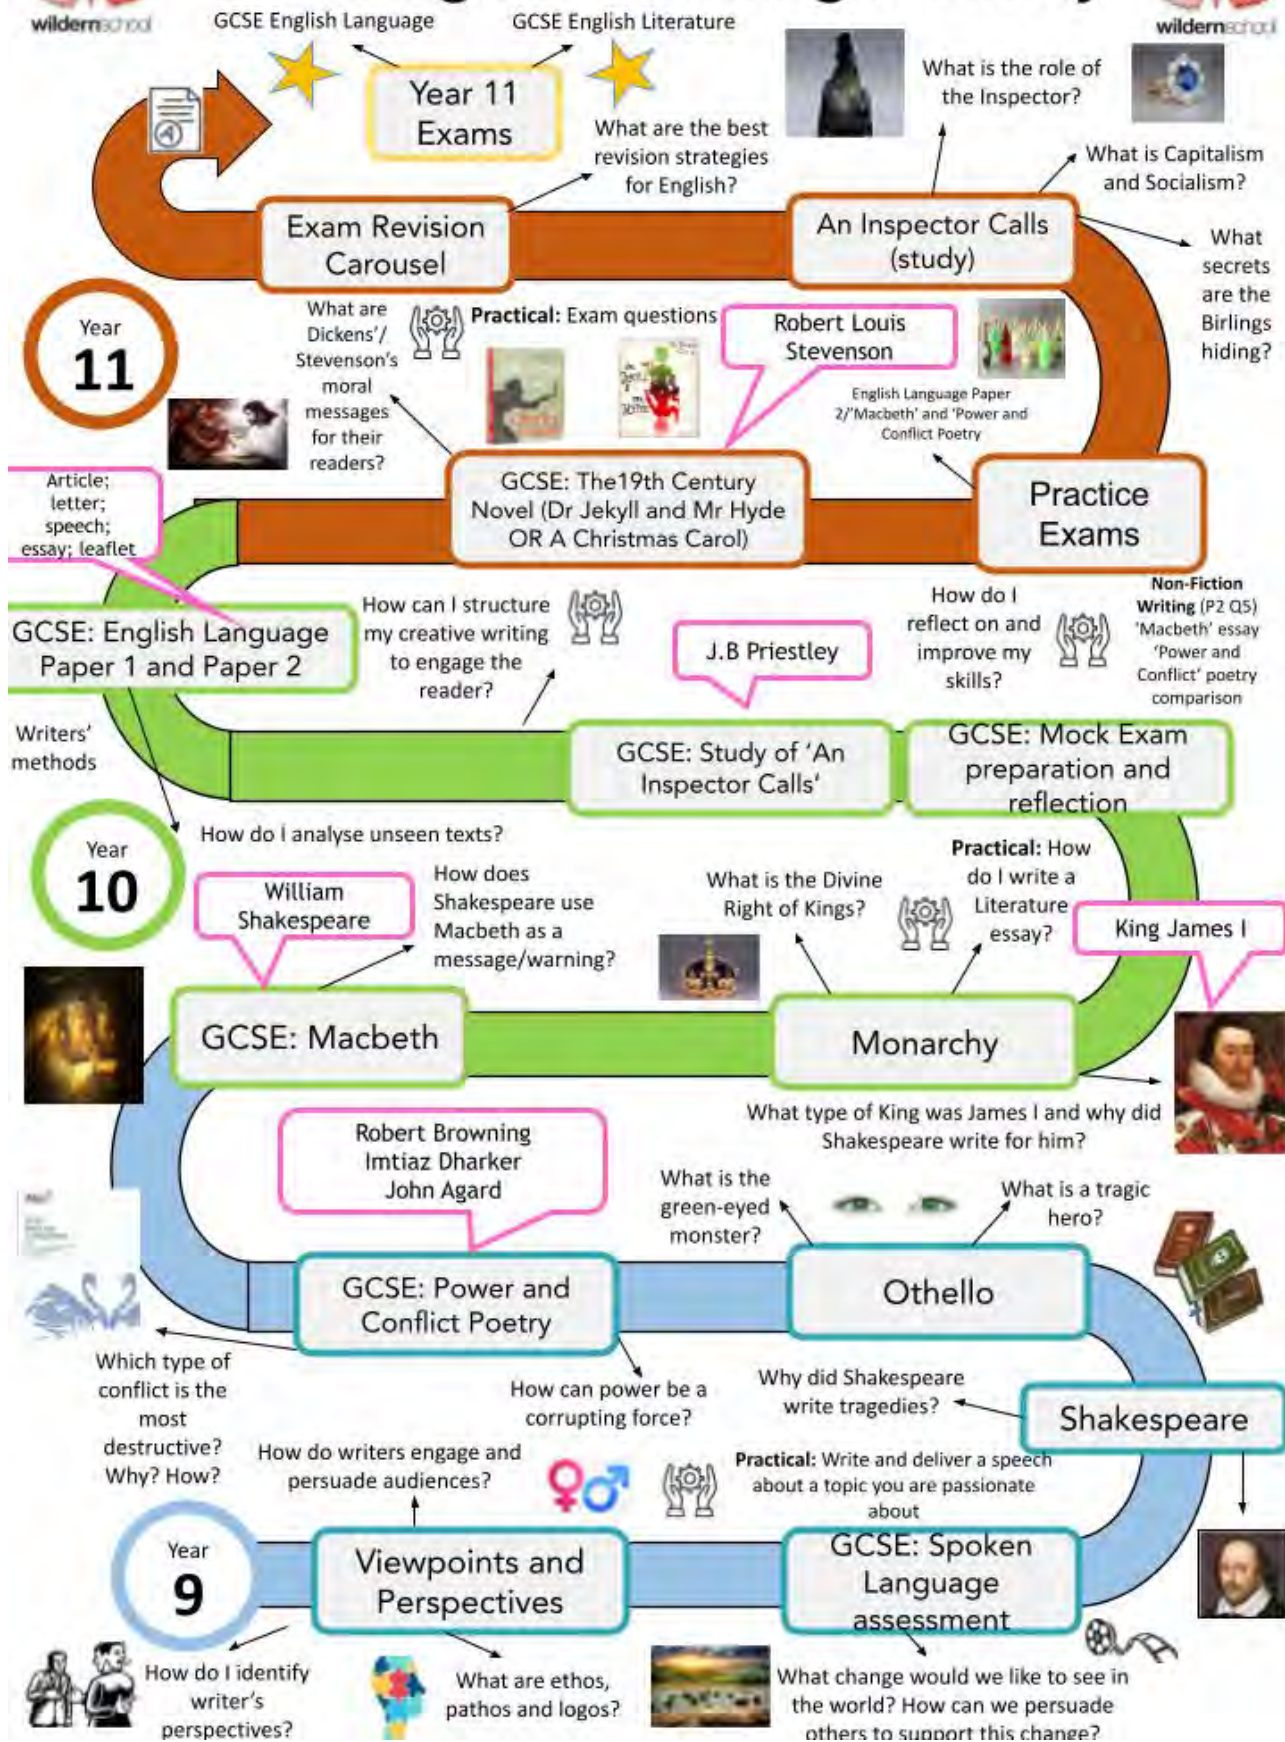 wildernschool
GCSE English Language
GCSE English Literature
wildernschool
Year 11
Exams
What is the role of
the Inspector?
What are the best
revision strategies
for English?
What is Capitalism
and Socialism?
Exam Revision
Carousel
An Inspector Calls
(study)
What
secrets
are the
Birlings
hiding?
Year
11
What are
Dickens'/
Stevenson's
moral
messages
for their
readers?
Practical: Exam questions
Robert Louis
Stevenson
English Language Paper
2/'Macbeth' and 'Power and
Conflict Poetry
Article;
letter;
speech;
essay; leaflet
GCSE: The19th Century
Novel (Dr Jekyll and Mr Hyde
OR A Christmas Carol)
Practice
Exams
GCSE: English Language
Paper 1 and Paper 2
How can I structure
my creative writing
to engage the
reader?
J.B Priestley
How do I
reflect on and
improve my
skills?
Non-Fiction
Writing (P2 Q5)
'Macbeth' essay
'Power and
Conflict' poetry
comparison
Writers'
methods
GCSE: Study of 'An
Inspector Calls'
GCSE: Mock Exam
preparation and
reflection
How do I analyse unseen texts?
Year
10
William
Shakespeare
How does
Shakespeare use
Macbeth as a
message/warning?
What is the Divine
Right of Kings?
Practical: How
do I write a
Literature
essay?
King James I
GCSE: Macbeth
Monarchy
What type of King was James I and why did
Shakespeare write for him?
Robert Browning
Imtiaz Dharker
John Agard
What is the
green-eyed
monster?
What is a tragic
hero?
GCSE: Power and
Conflict Poetry
Othello
Which type of
conflict is the
most
destructive?
Why? How?
How can power be a
corrupting force?
Why did Shakespeare
write tragedies?
Shakespeare
How do writers engage and
persuade audiences?
Practical: Write and deliver a speech
about a topic you are passionate
about
Year
9
Viewpoints and
Perspectives
GCSE: Spoken
Language
assessment
How do I identify
writer's
perspectives?
What are ethos,
pathos and logos?
What change would we like to see in
the world? How can we persuade
others to support this change?